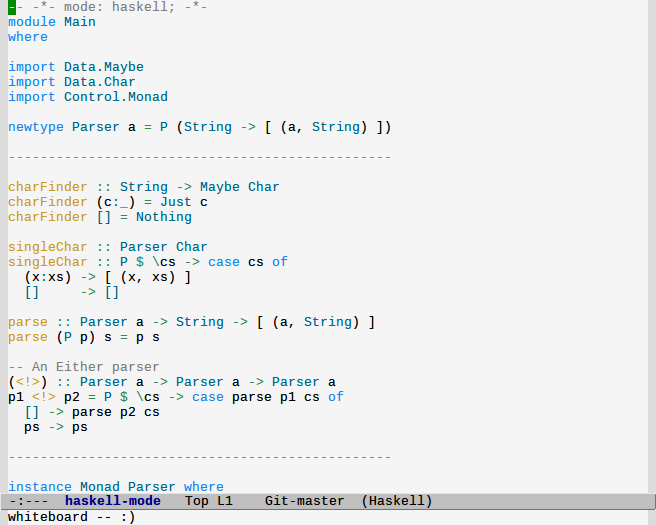 -- -*- mode: haskell; -*-
module Main
where
import Data.Maybe
import Data.Char
import Control.Monad
newtype Parser a = P (String -> [ (a, String) ])
------------------------------------------------
charFinder :: String -> Maybe Char
charFinder (c:_) = Just c
charFinder [] = Nothing
singleChar :: Parser Char
singleChar :: P $ \cs -> case cs of
  (x:xs) -> [ (x, xs) ]
  []     -> []
parse :: Parser a -> String -> [ (a, String) ]
parse (P p) s = p s
-- An Either parser
(<!>) :: Parser a -> Parser a -> Parser a
p1 <!> p2 = P $ \cs -> case parse p1 cs of
  [] -> parse p2 cs
  ps -> ps
------------------------------------------------
instance Monad Parser where
-:--- haskell-mode Top L1 Git-master (Haskell)
whiteboard -- :)